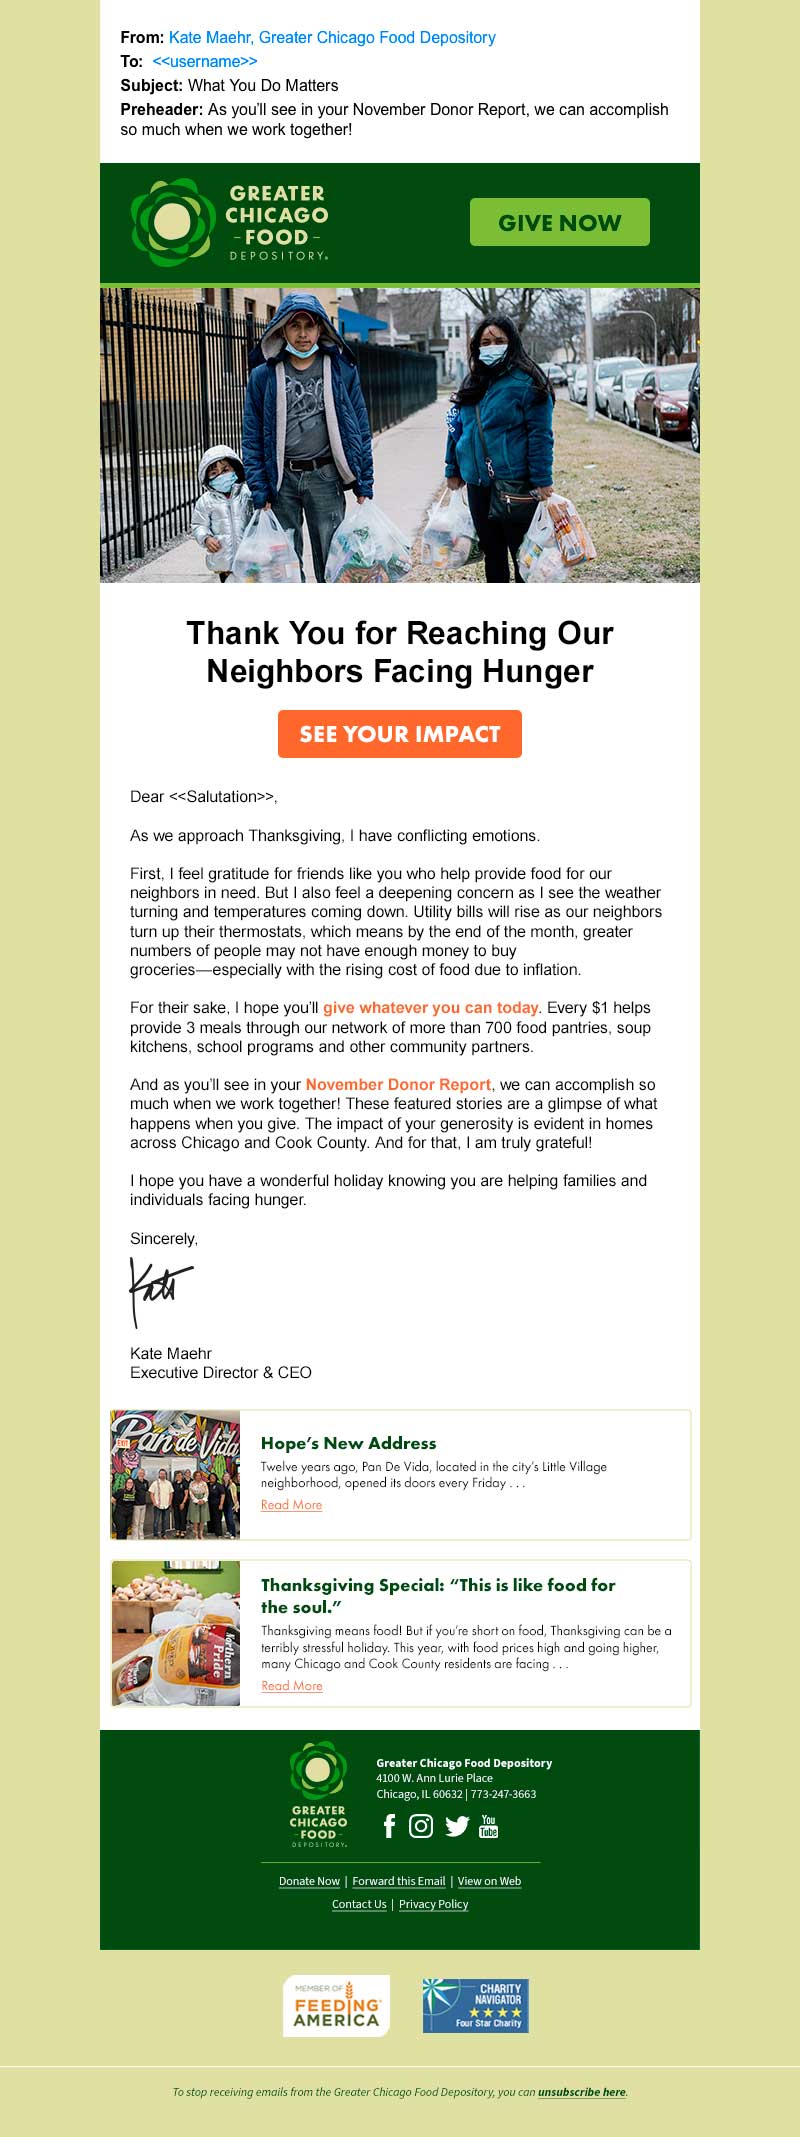 From: Kate Maehr, Greater Chicago Food Depository
To: <<username>>
Subject: What You Do Matters
Preheader: As you'll see in your November Donor Report, we can accomplish
so much when we work together!
GREATER
CHICAGO
- FOOD -
DEPOSITORY®
GIVE NOW
Thank You for Reaching Our
Neighbors Facing Hunger
SEE YOUR IMPACT
Dear <<Salutation>>,
As we approach Thanksgiving, I have conflicting emotions.
First, I feel gratitude for friends like you who help provide food for our
neighbors in need. But I also feel a deepening concern as I see the weather
turning and temperatures coming down. Utility bills will rise as our neighbors
turn up their thermostats, which means by the end of the month, greater
numbers of people may not have enough money to buy
groceries—especially with the rising cost of food due to inflation.
For their sake, I hope you'll give whatever you can today. Every $1 helps
provide 3 meals through our network of more than 700 food pantries, soup
kitchens, school programs and other community partners.
And as you'll see in your November Donor Report, we can accomplish so
much when we work together! These featured stories are a glimpse of what
happens when you give. The impact of your generosity is evident in homes
across Chicago and Cook County. And for that, I am truly grateful!
I hope you have a wonderful holiday knowing you are helping families and
individuals facing hunger.
Sincerely,
Kate
Kate Maehr
Executive Director & CEO
Pan de Vida
EXIT
Hope's New Address
Twelve years ago, Pan De Vida, located in the city's Little Village
neighborhood, opened its doors every Friday . . .
Read More
Northern
Pride
Thanksgiving Special: “This is like food for
the soul.”
Thanksgiving means food! But if you're short on food, Thanksgiving can be a
terribly stressful holiday. This year, with food prices high and going higher,
many Chicago and Cook County residents are facing . . .
Read More
GREATER
CHICAGO
- FOOD -
DEPOSITORY®
Greater Chicago Food Depository
4100 W. Ann Lurie Place
Chicago, IL 60632 | 773-247-3663
You
Tube
Donate Now | Forward this Email | View on Web
Contact Us | Privacy Policy
MEMBER OF
FEEDING
AMERICA
CHARITY
NAVIGATOR
Four Star Charity
To stop receiving emails from the Greater Chicago Food Depository, you can unsubscribe here.